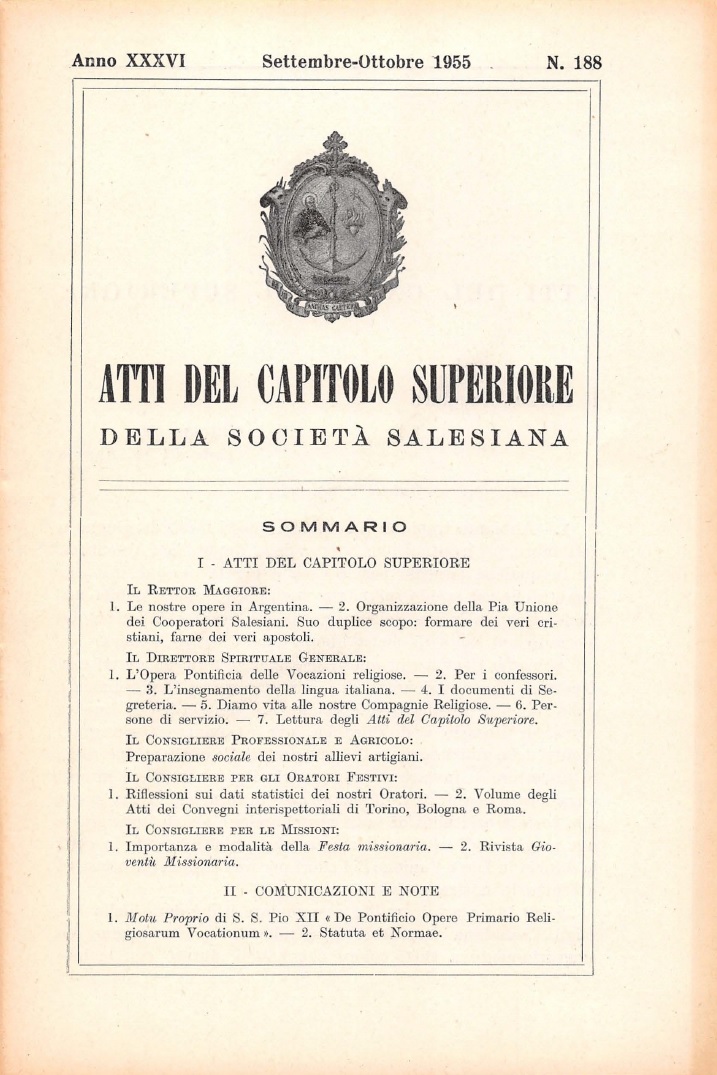 Anno XXXVI Settembre-Ottobre 1955 N. 188
ATTI DEL CAPITOLO SUPERIORE
DELLA SOCIETÀ SALESIANA
SOMMARIO
I - ATTI DEL CAPITOLO SUPERIORE
IL RETTOR MAGGIORE:
1. Le nostre opere in Argentina. — 2. Organizzazione della Pia Unione
dei Cooperatori Salesiani. Suo duplice scopo: formare dei veri cri-
stiani, farne dei veri apostoli.
IL DIRETTORE SPIRITUALE GENERALE:
1. L'Opera Pontificia delle Vocazioni religiose. — 2. Per i confessori.
— 3. L'insegnamento della lingua italiana. — 4. I documenti di Se-
greteria. — 5. Diamo vita alle nostre Compagnie Religiose. — 6. Per-
sone di servizio. — 7. Lettura degli Atti del Capitolo Superiore.
IL CONSIGLIERE PROFESSIONALE E AGRICOLO:
Preparazione sociale dei nostri allievi artigiani.
IL CONSIGLIERE PER GLI ORATORI FESTIVI:
1. Riflessioni sui dati statistici dei nostri Oratori. — 2. Volume degli
Atti dei Convegni interispettoriali di Torino, Bologna e Roma.
IL CONSIGLIERE PER LE MISSIONI:
1. Importanza e modalità della Festa missionaria. — 2. Rivista Gio-
ventù Missionaria.
II - COMUNICAZIONI E NOTE
1. Motu Proprio di S. S. Pio XII « De Pontificio Opere Primario Reli-
giosarum Vocationum ». — 2. Statuta et Normae.